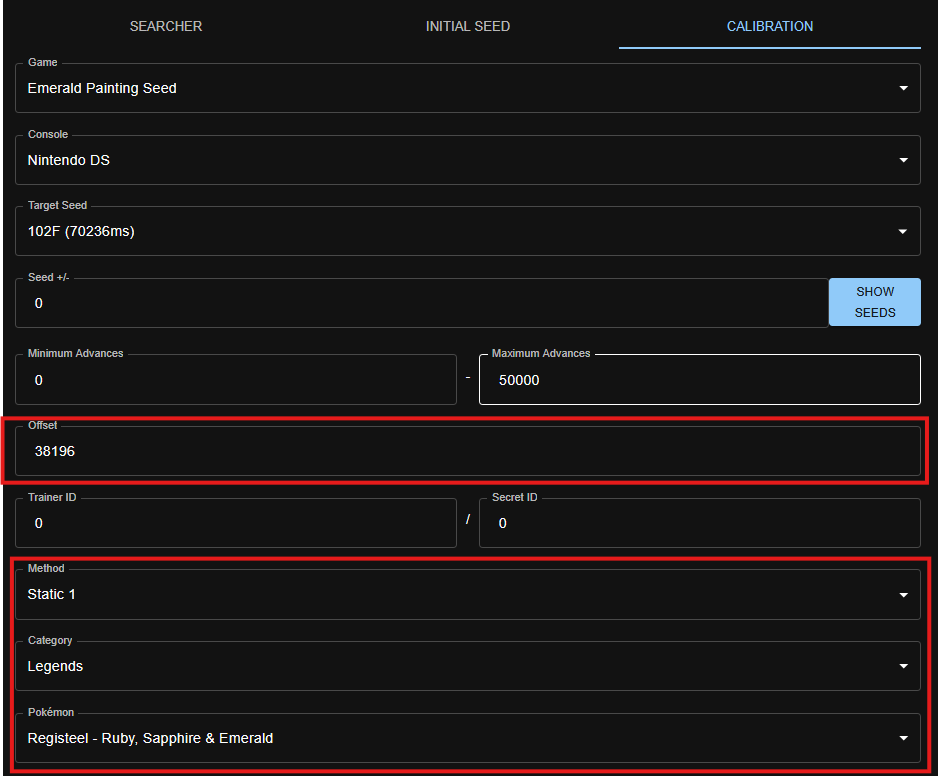 SEARCHER
INITIAL SEED
CALIBRATION
Game
Emerald Painting Seed
Console
Nintendo DS
Target Seed
102F (70236ms)
Seed +/-
0
SHOW
SEEDS
Minimum Advances
0
-
Maximum Advances
50000
Offset
38196
Trainer ID
0
/
Secret ID
0
Method
Static 1
Category
Legends
Pokémon
Registeel - Ruby, Sapphire & Emerald